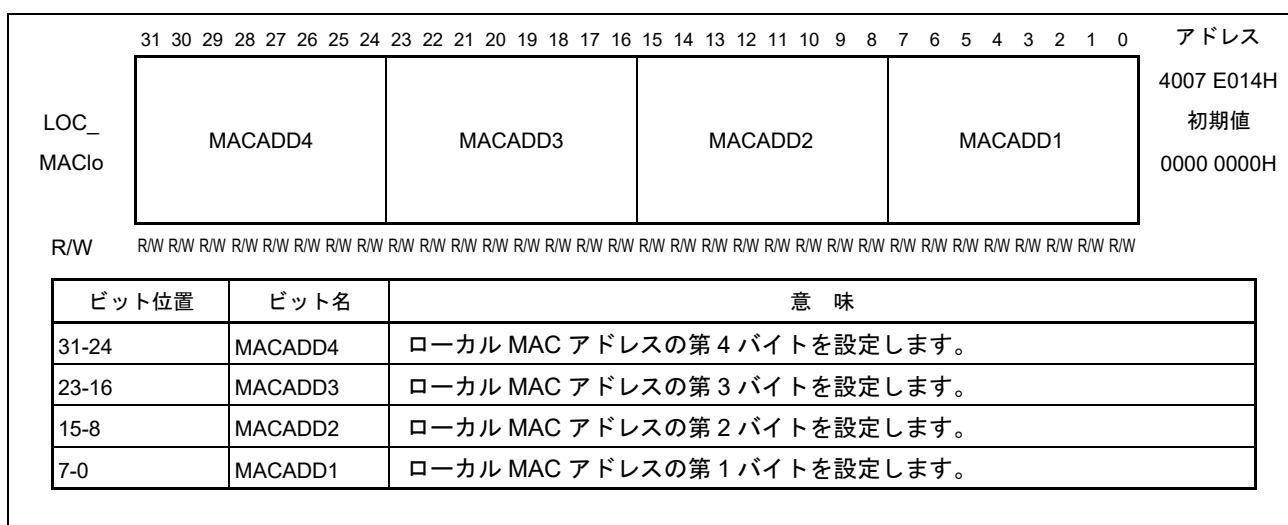 31 30 29 28 27 26 25 24 23 22 21 20 19 18 17 16 15 14 13 12 11 10 9 8 7 6 5 4 3 2 1 0 アドレス
4007 E014H
LOC_
MAClo
MACADD4 MACADD3 MACADD2 MACADD1
初期値
0000 0000H
R/W R/W R/W R/W R/W R/W R/W R/W R/W R/W R/W R/W R/W R/W R/W R/W R/W R/W R/W R/W R/W R/W R/W R/W R/W R/W R/W R/W R/W R/W R/W R/W R/W
ビット位置 ビット名 意 味
31-24 MACADD4 ローカル MAC アドレスの第 4 バイトを設定します。
23-16 MACADD3 ローカル MAC アドレスの第 3 バイトを設定します。
15-8 MACADD2 ローカル MAC アドレスの第 2 バイトを設定します。
7-0 MACADD1 ローカル MAC アドレスの第 1 バイトを設定します。